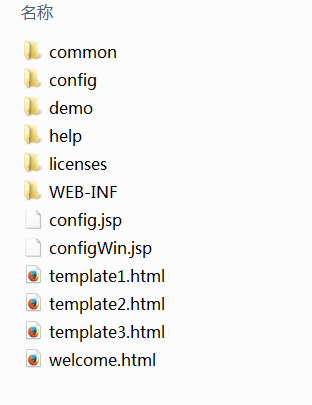 名称
common
config
demo
help
licenses
WEB-INF
config.jsp
configWin.jsp
template1.html
template2.html
template3.html
welcome.html